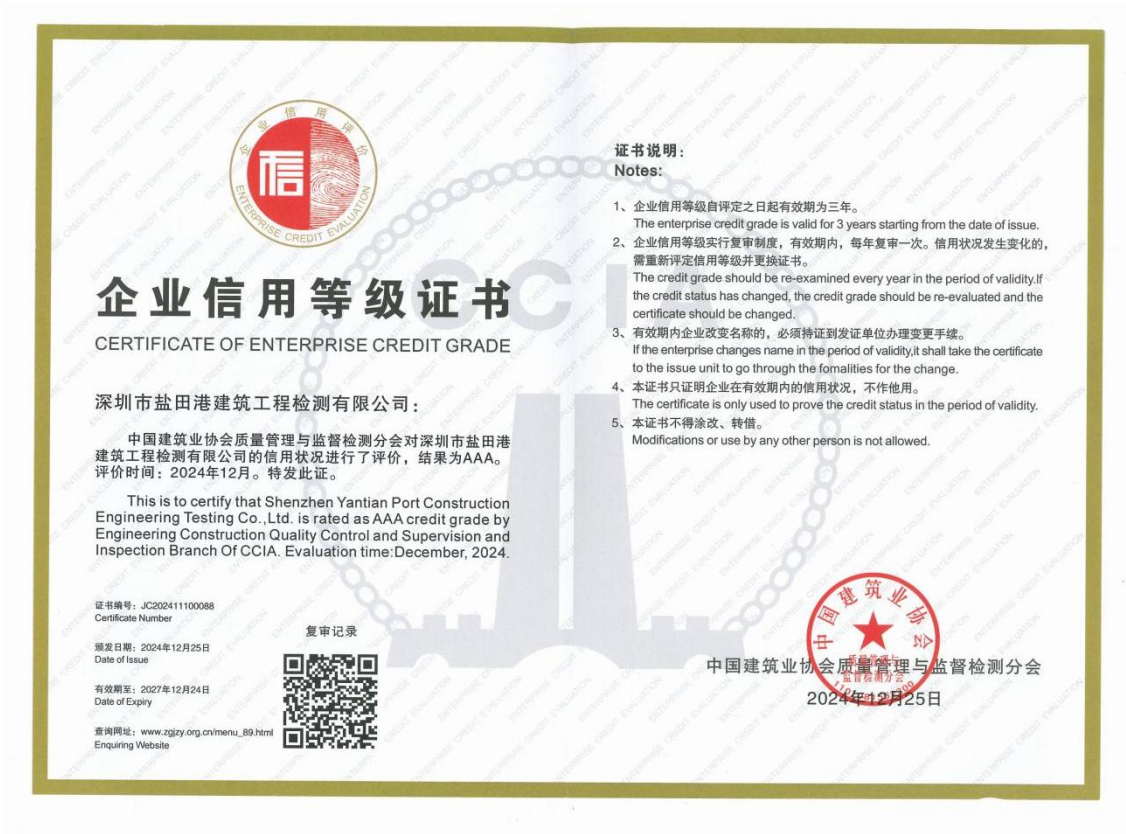 企业信用评价
ENTERPRISE CREDIT EVALUATION
信
企业信用等级证书
CERTIFICATE OF ENTERPRISE CREDIT GRADE
深圳市盐田港建筑工程检测有限公司：
中国建筑业协会质量管理与监督检测分会对深圳市盐田港
建筑工程检测有限公司的信用状况进行了评价，结果为AAA。
评价时间：2024年12月。特发此证。
This is to certify that Shenzhen Yantian Port Construction
Engineering Testing Co.,Ltd. is rated as AAA credit grade by
Engineering Construction Quality Control and Supervision and
Inspection Branch Of CCIA. Evaluation time:December, 2024.
证书编号：JC202411100088
Certificate Number
颁发日期：2024年12月25日
Date of Issue
有效期至：2027年12月24日
Date of Expiry
查询网址：www.zgjzy.org.cn/menu_89.html
Enquiring Website
复审记录
CCIA
证书说明：
Notes:
1、企业信用等级自评定之日起有效期为三年。
The enterprise credit grade is valid for 3 years starting from the date of issue.
2、企业信用等级实行复审制度，有效期内，每年复审一次。信用状况发生变化的，
需重新评定信用等级并更换证书。
The credit grade should be re-examined every year in the period of validity.If
the credit status has changed, the credit grade should be re-evaluated and the
certificate should be changed.
3、有效期内企业改变名称的，必须持证到发证单位办理变更手续。
If the enterprise changes name in the period of validity,it shall take the certificate
to the issue unit to go through the fomalities for the change.
4、本证书只证明企业在有效期内的信用状况，不作他用。
The certificate is only used to prove the credit status in the period of validity.
5、本证书不得涂改、转借。
Modifications or use by any other person is not allowed.
中国建筑业协会
质量管理与
监督检测分会
中国建筑业协会质量管理与监督检测分会
2024年12月25日